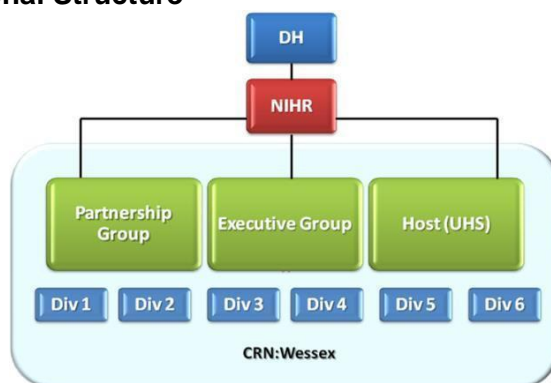 Structure
DH
NIHR
Partnership
Group
Executive Group
Host (UHS)
Div 1
Div 2
Div 3
Div 4
Div 5
Div 6
CRN:Wessex